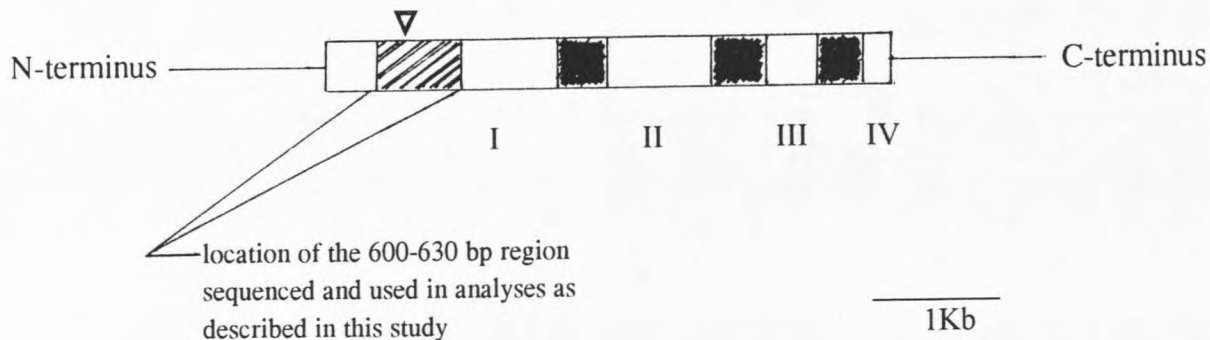 N-terminus
C-terminus
I II III IV
location of the 600-630 bp region
sequenced and used in analyses as
described in this study
1Kb